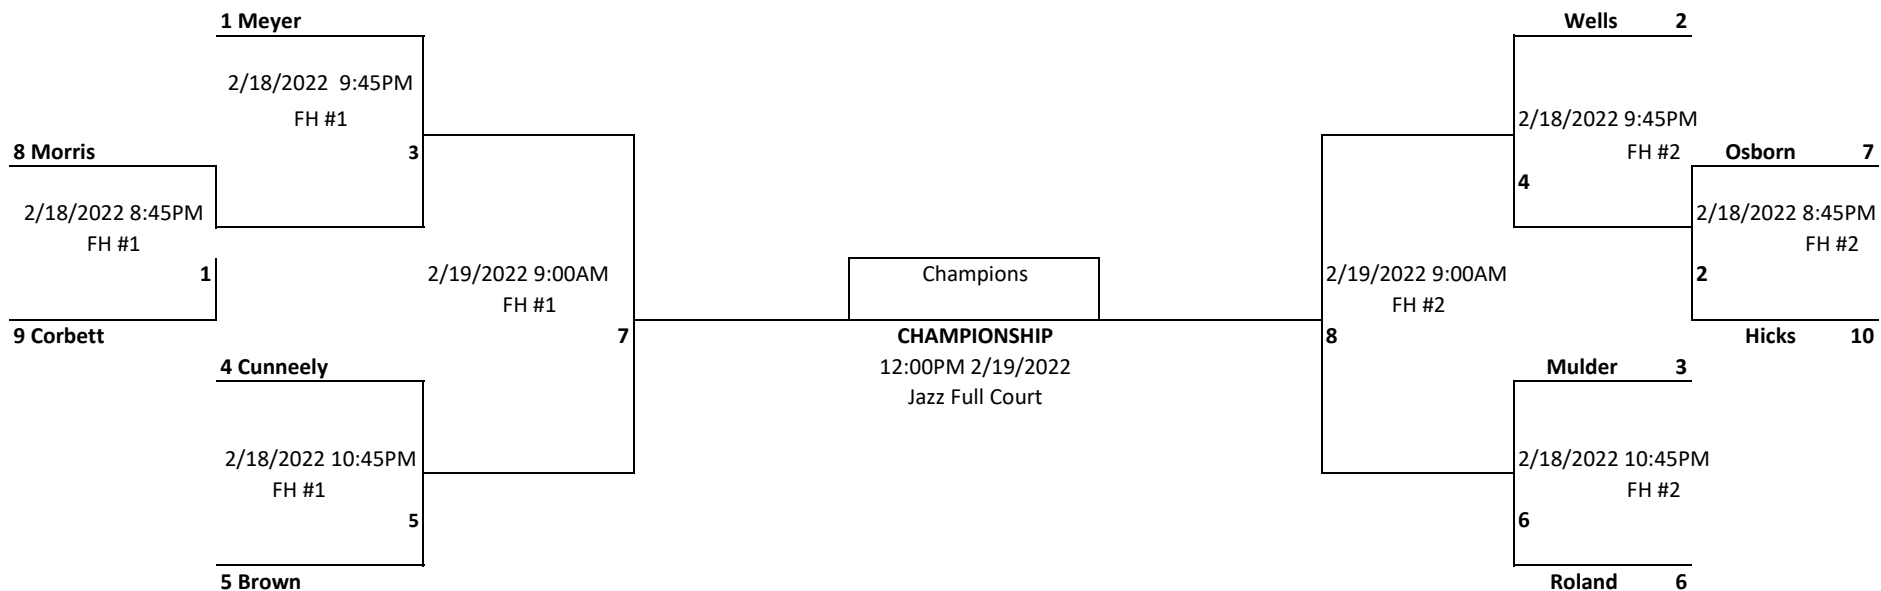 1 Meyer
2/18/2022  9:45PM
FH #1
3
8 Morris
2/18/2022 8:45PM
FH #1
1
9 Corbett
2/19/2022 9:00AM
FH #1
7
4 Cunneely
2/18/2022 10:45PM
FH #1
5
5 Brown
Champions
CHAMPIONSHIP
12:00PM 2/19/2022
Jazz Full Court
Wells 2
2/18/2022 9:45PM
FH #2
4
Osborn 7
2/18/2022 8:45PM
FH #2
2
Hicks 10
2/19/2022 9:00AM
FH #2
8
Mulder 3
2/18/2022 10:45PM
FH #2
6
Roland 6